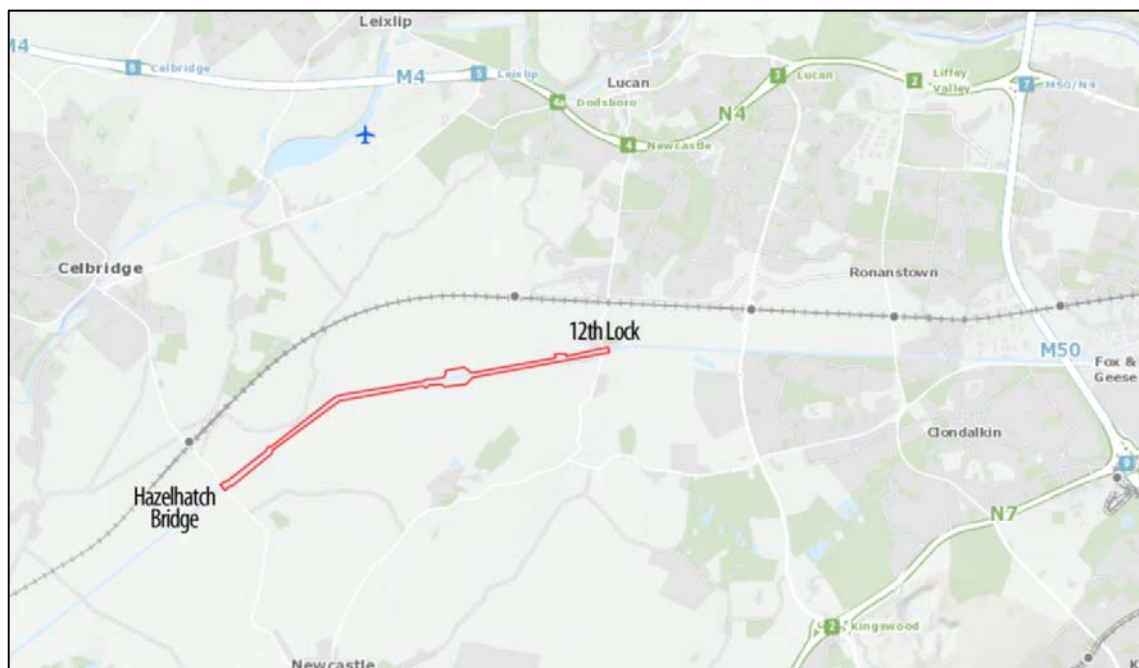 Leixlip
M4
6 Celbridge
M4
5 Leixlip
4a Dodsboro
Lucan
3 Lucan
2 Liffey
Valley
7 M50/N4
N4
4 Newcastle
Celbridge
Ronanstown
12th Lock
M50
Fox &
Geese
Clondalkin
9
Hazelhatch
Bridge
N7
2 Kingswood
Newcastle